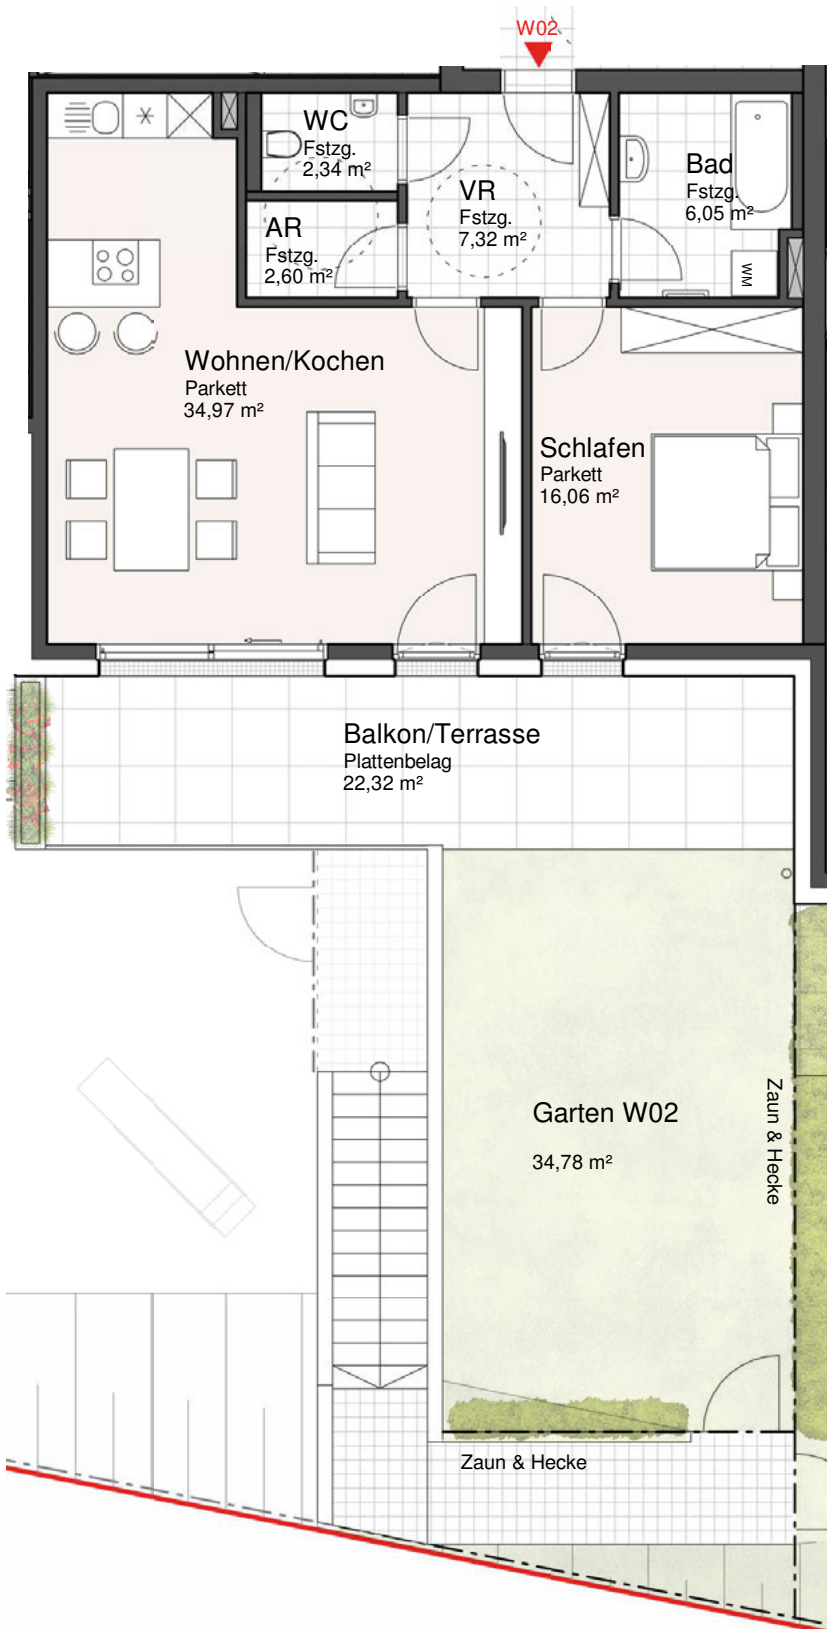 W02
WC
Fstzg.
2,34 m²
VR
Fstzg.
7,32 m²
Bad
Fstzg.
6,05 m²
AR
Fstzg.
2,60 m²
WM
Wohnen/Kochen
Parkett
34,97 m²
Schlafen
Parkett
16,06 m²
Balkon/Terrasse
Plattenbelag
22,32 m²
Garten W02
34,78 m²
Zaun & Hecke
Zaun & Hecke